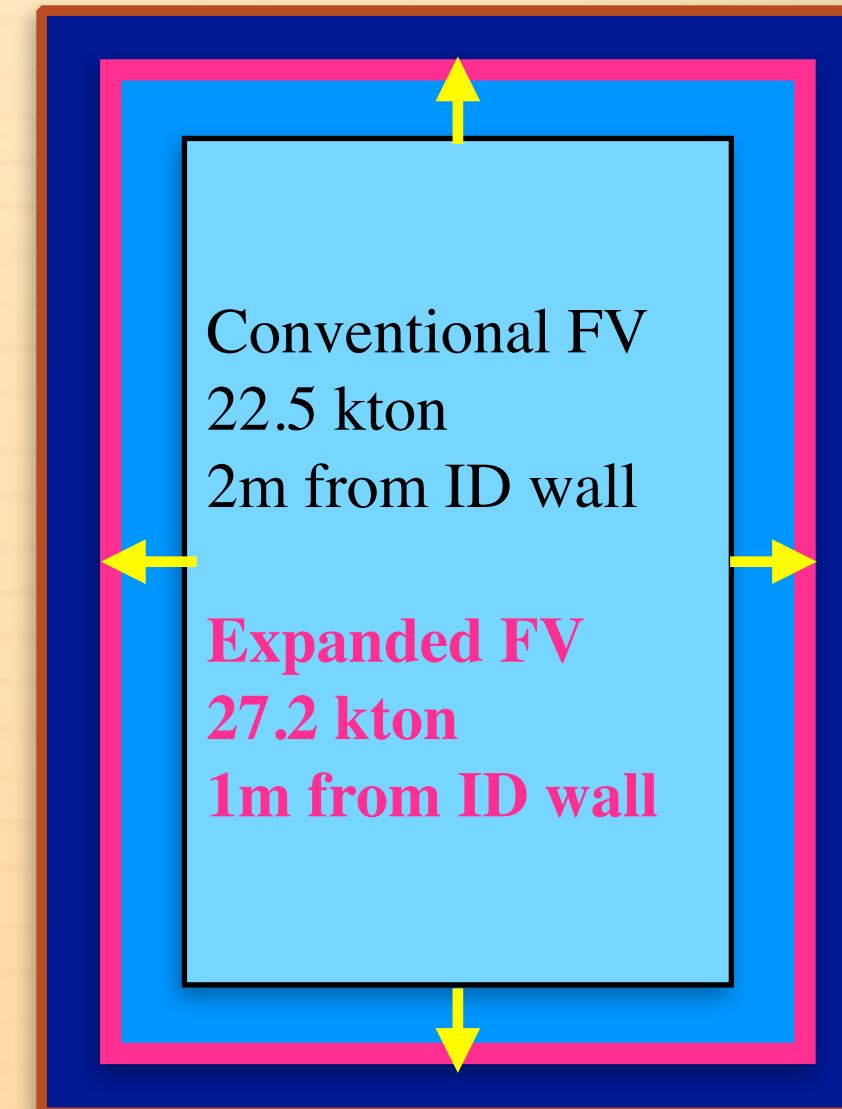 Conventional FV
22.5 kton
2m from ID wall
Expanded FV
27.2 kton
1m from ID wall